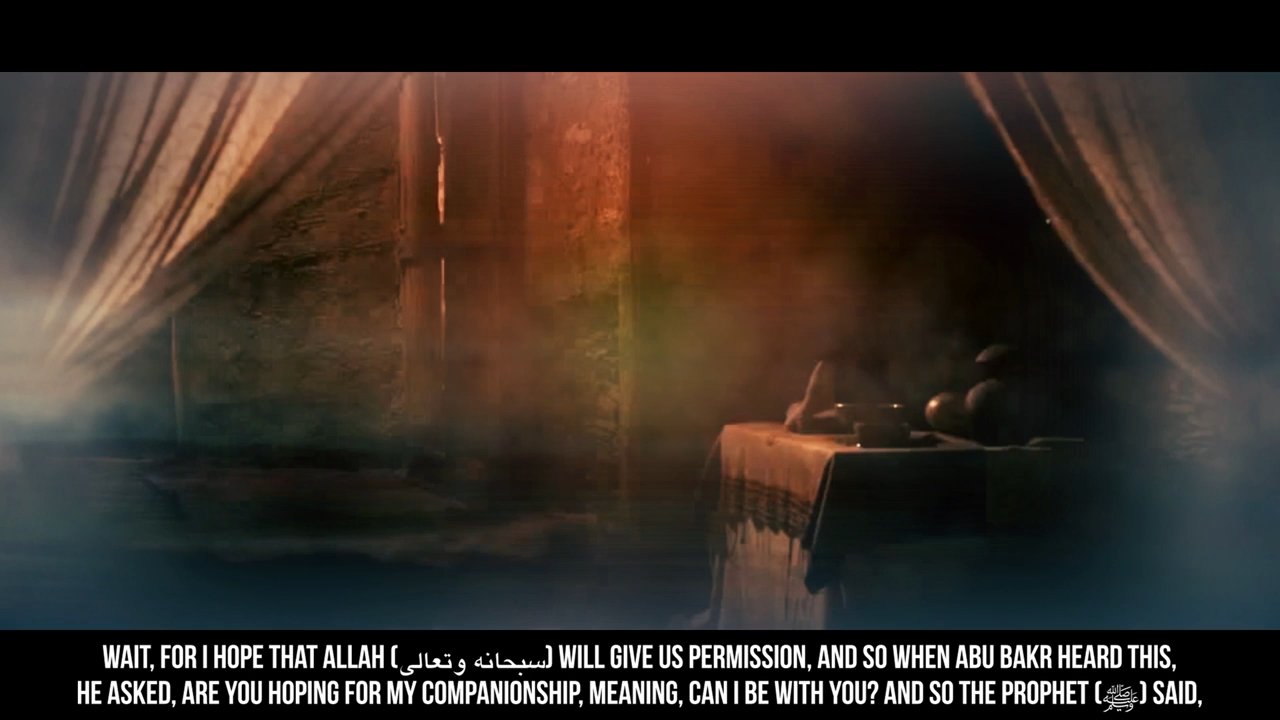 WAIT, FOR I HOPE THAT ALLAH (سبحانه وتعالى) WILL GIVE US PERMISSION, AND SO WHEN ABU BAKR HEARD THIS,
HE ASKED, ARE YOU HOPING FOR MY COMPANIONSHIP, MEANING, CAN I BE WITH YOU? AND SO THE PROPHET (ﷺ) SAID,